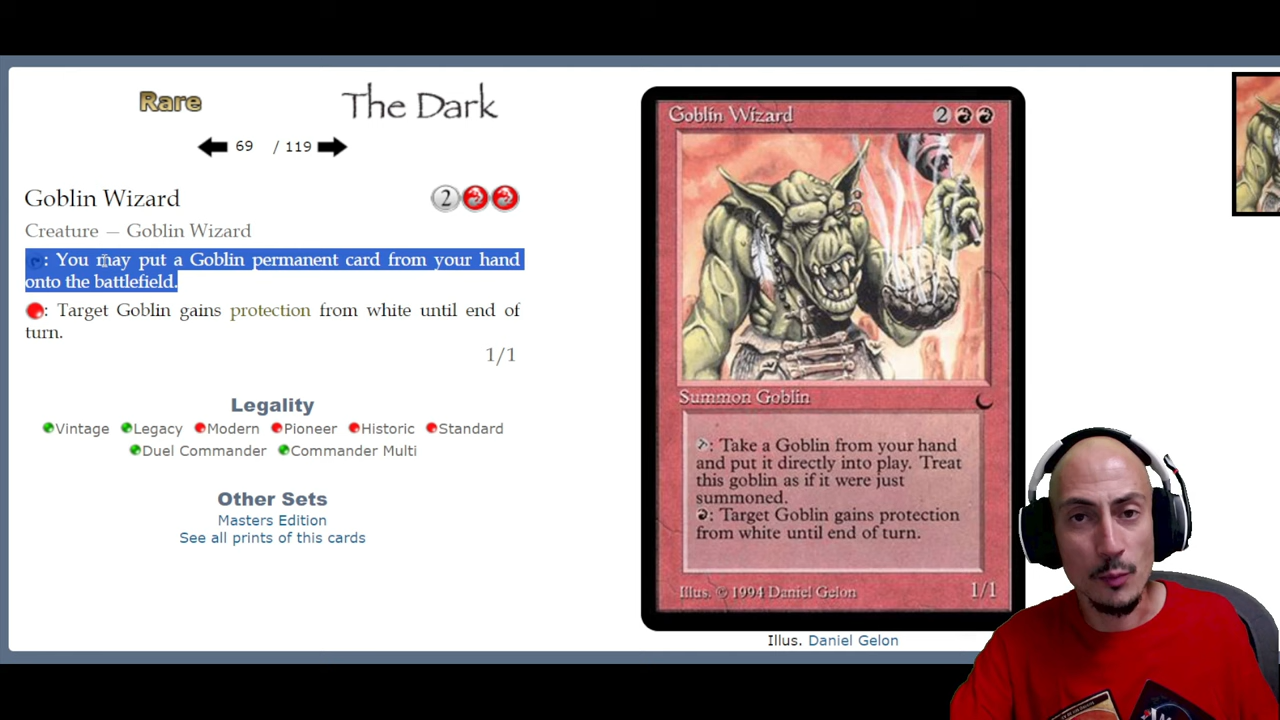 Rare
The Dark
69 / 119
Goblin Wizard
2
Creature — Goblin Wizard
: You may put a Goblin permanent card from your hand
onto the battlefield.
: Target Goblin gains protection from white until end of
turn.
1/1
Legality
Vintage Legacy Modern Pioneer Historic Standard
Duel Commander Commander Multi
Other Sets
Masters Edition
See all prints of this cards
Goblin Wizard 2
Summon Goblin
: Take a Goblin from your hand
and put it directly into play. Treat
this goblin as if it were just
summoned.
: Target Goblin gains protection
from white until end of turn.
Illus. © 1994 Daniel Gelon 1/1
Illus. Daniel Gelon